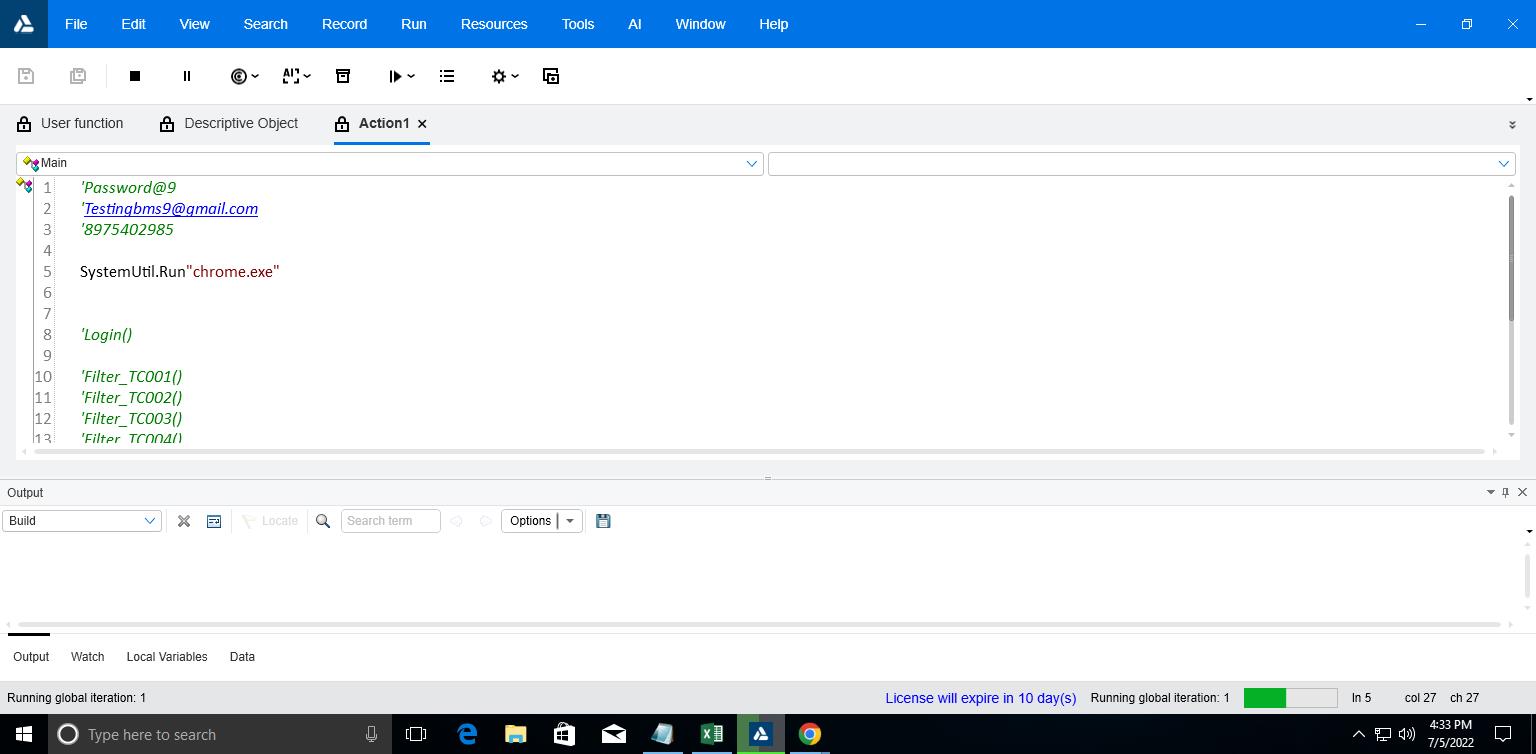 File Edit View Search Record Run Resources Tools AI Window Help
User function Descriptive Object Action1
Main
1 'Password@9
2 'Testingbms9@gmail.com
3 '8975402985
4
5 SystemUtil.Run"chrome.exe"
6
7
8 'Login()
9
10 'Filter_TC001()
11 'Filter_TC002()
12 'Filter_TC003()
13 'Filter_TC004()
Output
Build Locate Search term Options
Output Watch Local Variables Data
Running global iteration: 1 License will expire in 10 day(s) Running global iteration: 1 ln 5 col 27 ch 27
Type here to search 4:33 PM
7/5/2022